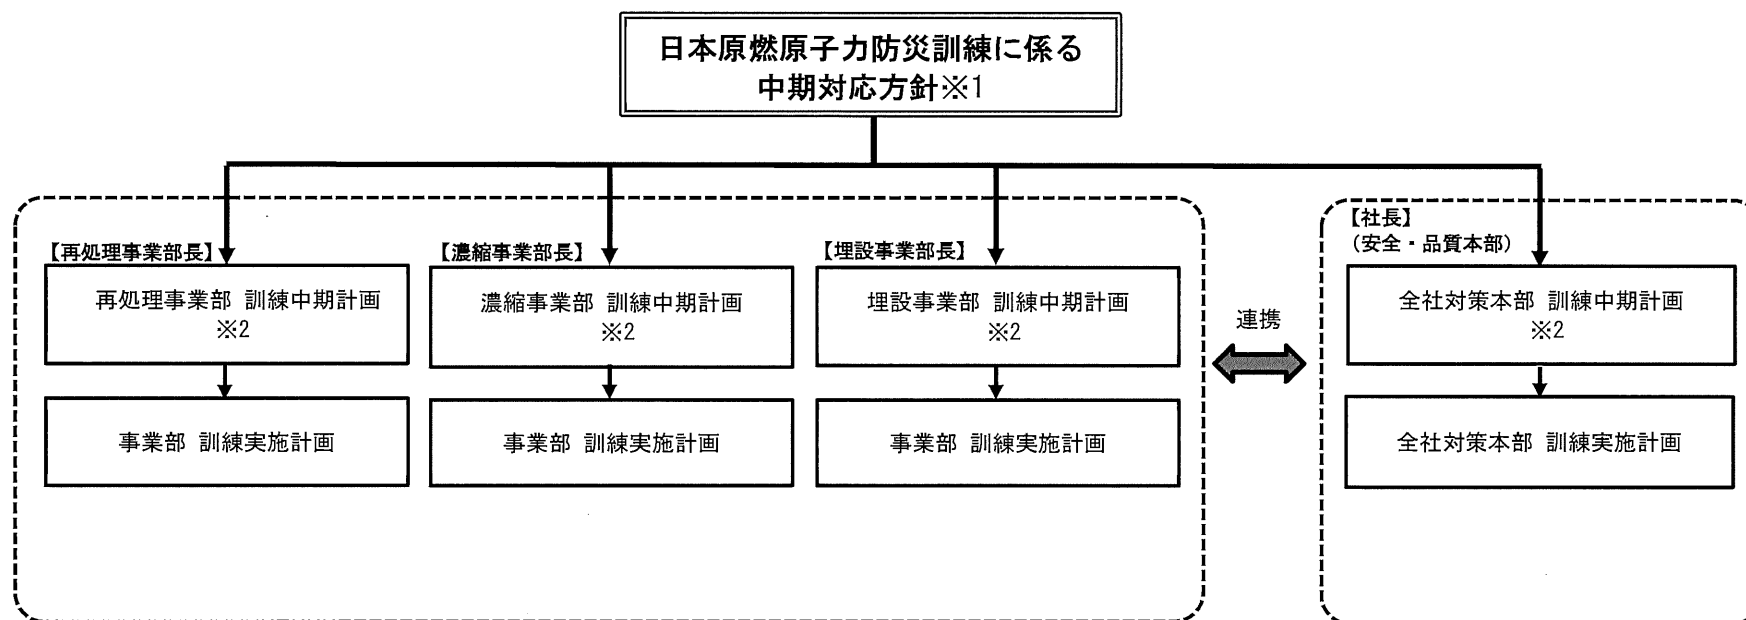 日本原燃原子力防災訓練に係る
中期対応方針※1
【再処理事業部長】
再処理事業部 訓練中期計画
※2
事業部 訓練実施計画
【濃縮事業部長】
濃縮事業部 訓練中期計画
※2
事業部 訓練実施計画
【埋設事業部長】
埋設事業部 訓練中期計画
※2
事業部 訓練実施計画
連携
【社長】
(安全・品質本部)
全社対策本部 訓練中期計画
※2
全社対策本部 訓練実施計画